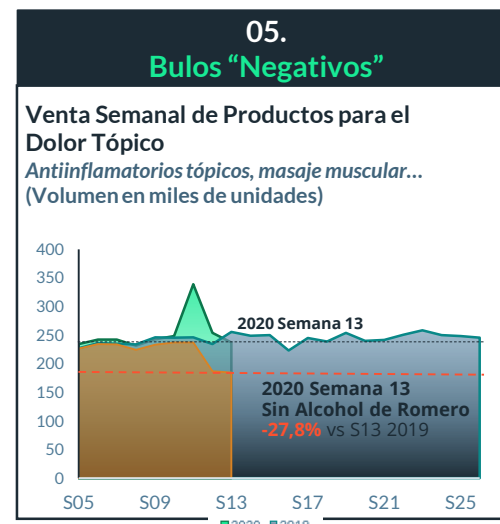 05.
Bulos “Negativos”
Venta Semanal de Productos para el
Dolor Tópico
Antiinflamatorios tópicos, masaje muscular…
(Volumen en miles de unidades)
400
350
300
250
200
150
100
50
0
2020 Semana 13
2020 Semana 13
Sin Alcohol de Romero
-27,8% vs S13 2019
S05 S09 S13 S17 S21 S25
2020 2019